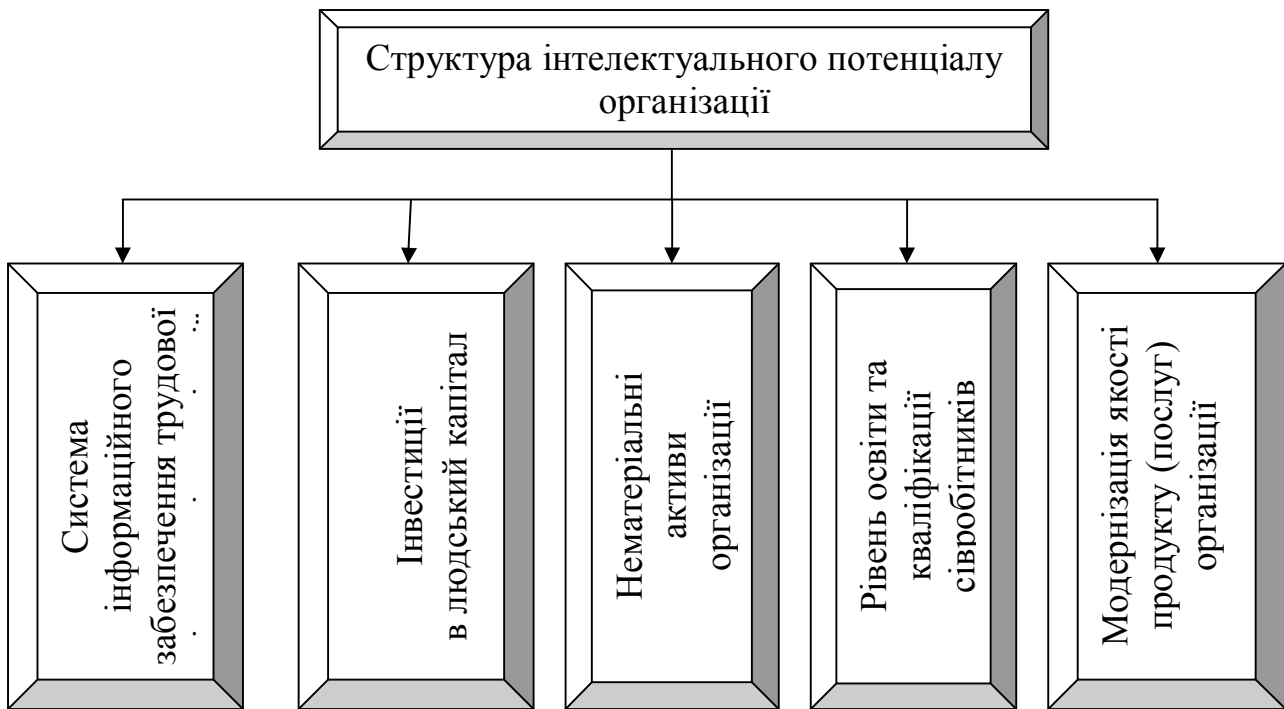 Структура інтелектуального потенціалу
організації
Система
інформаційного
забезпечення трудової
Інвестиції
в людський капітал
Нематеріальні
активи
організації
Рівень освіти та
кваліфікації
сівробітників
Модернізація якості
продукту (послуг)
організації